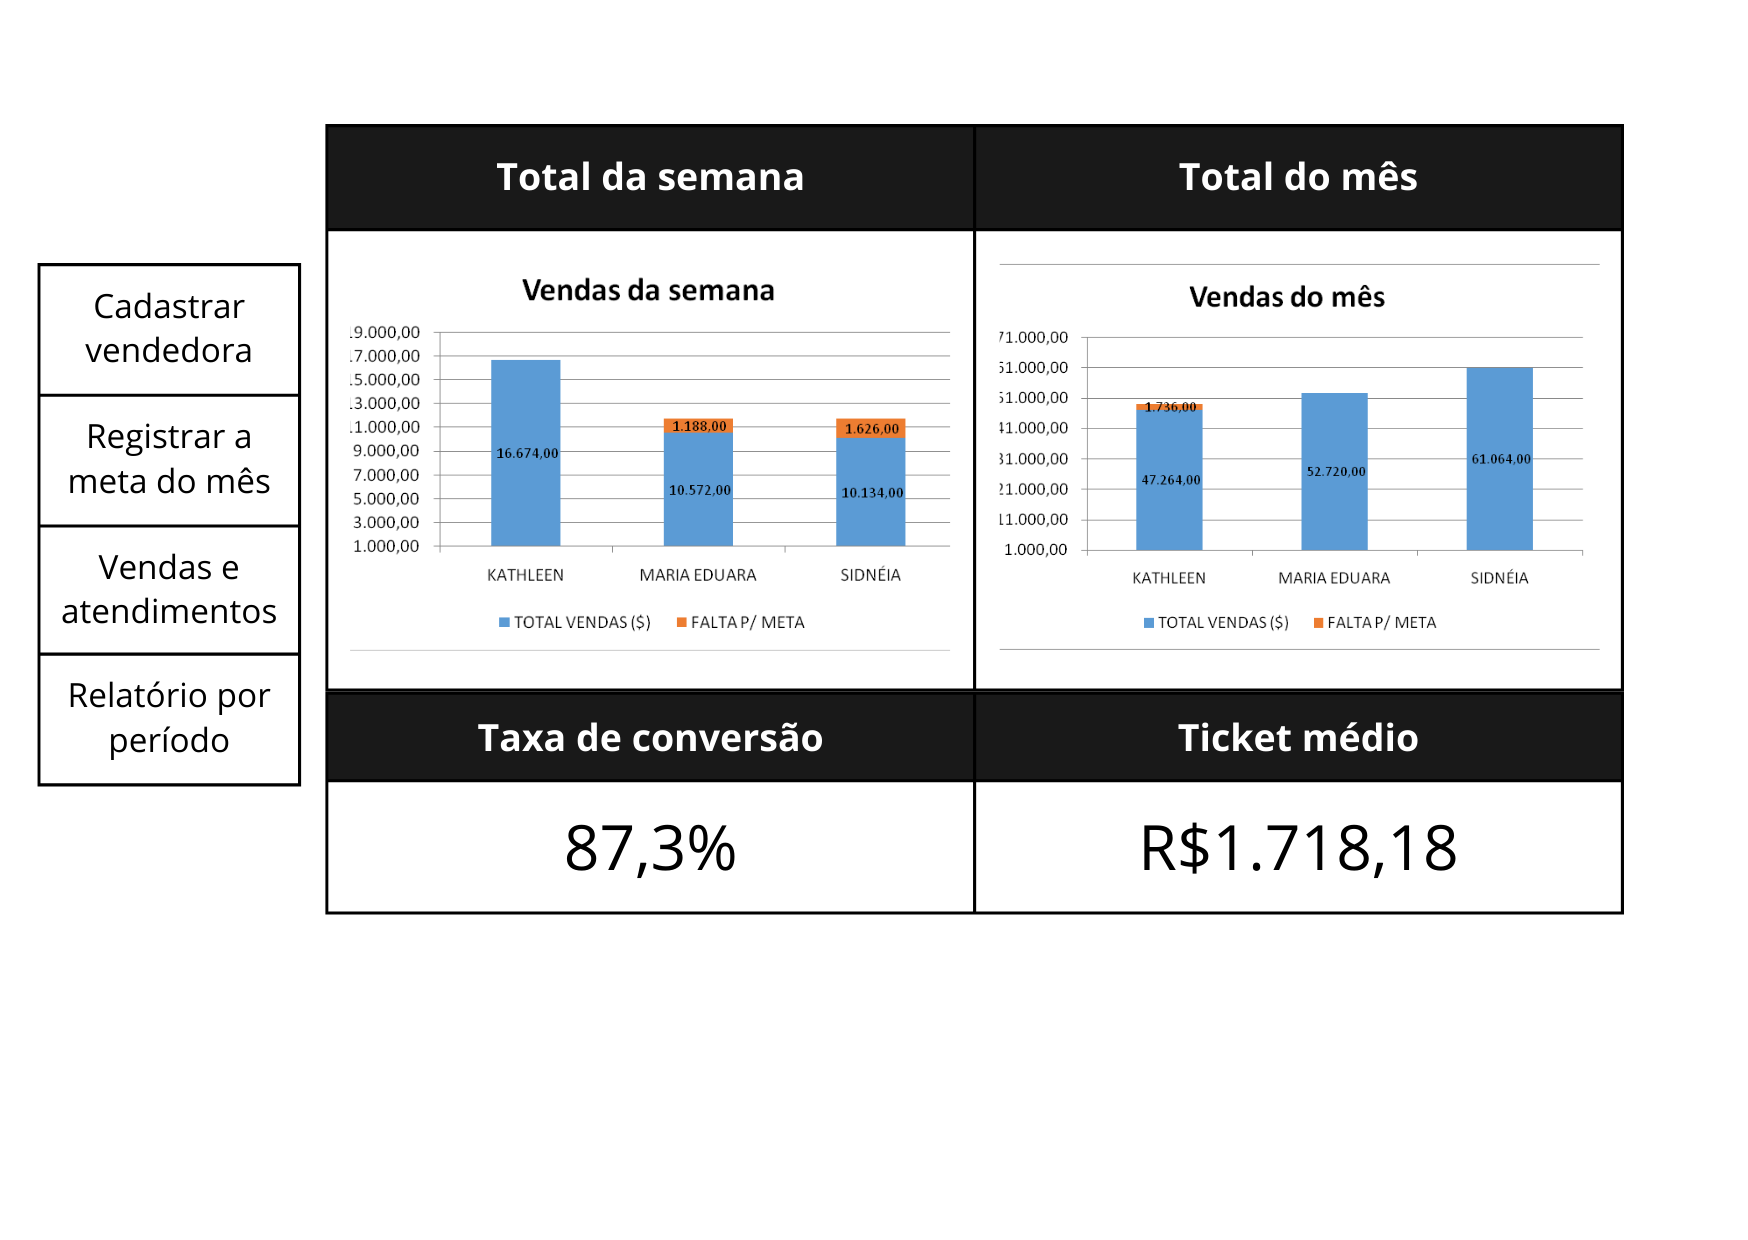 Cadastrar
vendedora
Registrar a
meta do mês
Vendas e
atendimentos
Relatório por
período
Total da semana
Total do mês
Vendas da semana
19.000,00
17.000,00
15.000,00
13.000,00
11.000,00
9.000,00
7.000,00
5.000,00
3.000,00
1.000,00
16.674,00
1.188,00
10.572,00
1.626,00
10.134,00
KATHLEEN MARIA EDUARA SIDNÉIA
TOTAL VENDAS ($) FALTA P/ META
Vendas do mês
71.000,00
61.000,00
51.000,00
41.000,00
31.000,00
21.000,00
11.000,00
1.000,00
1.736,00
47.264,00
52.720,00
61.064,00
KATHLEEN MARIA EDUARA SIDNÉIA
TOTAL VENDAS ($) FALTA P/ META
Taxa de conversão
Ticket médio
87,3%
R$1.718,18